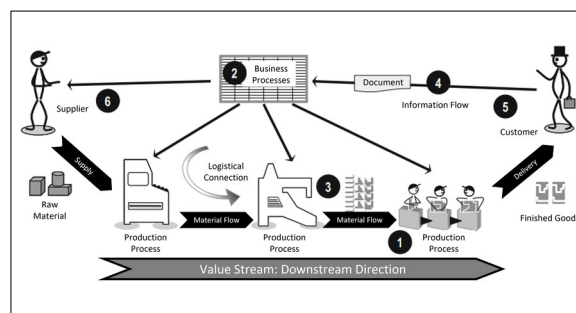 2
Business
Processes
Document
4
Information Flow
5
Customer
6
Supplier
Supply
Raw
Material
Logistical
Connection
3
Material Flow
Material Flow
Delivery
Finished Good
Production
Process
Production
Process
1
Production
Process
Value Stream: Downstream Direction